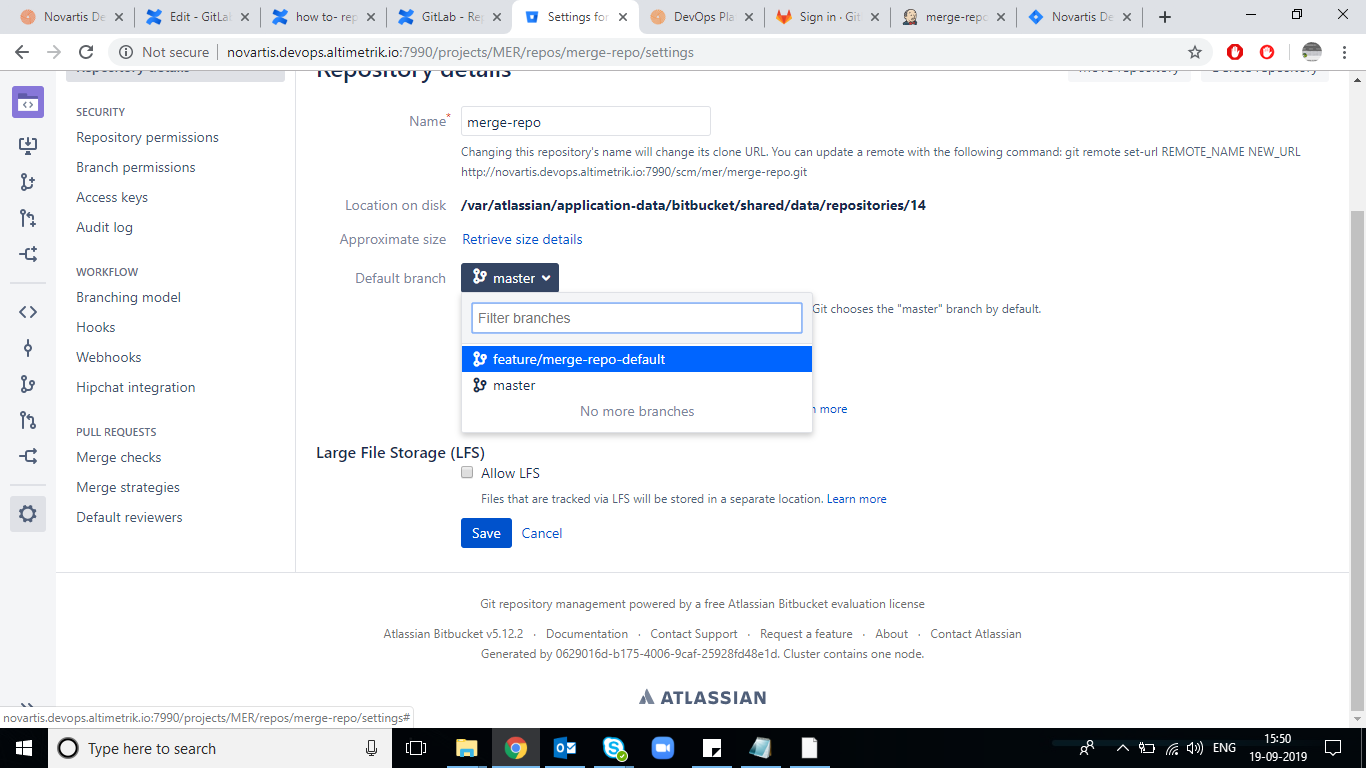 Novartis De
Edit - GitLa
how to- rep
GitLab - Re
Settings for
DevOps Pla
Sign in · Git
merge-repo
Novartis De
Not secure
novartis.devops.altimetrik.io:7990/projects/MER/repos/merge-repo/settings
Repository details
Repository details
Move repository
Delete repository
SECURITY
Repository permissions
Branch permissions
Access keys
Audit log
WORKFLOW
Branching model
Hooks
Webhooks
Hipchat integration
PULL REQUESTS
Merge checks
Merge strategies
Default reviewers
Name*
merge-repo
Changing this repository's name will change its clone URL. You can update a remote with the following command: git remote set-url REMOTE_NAME NEW_URL
http://novartis.devops.altimetrik.io:7990/scm/mer/merge-repo.git
Location on disk
/var/atlassian/application-data/bitbucket/shared/data/repositories/14
Approximate size
Retrieve size details
Default branch
master
Filter branches
Git chooses the "master" branch by default.
feature/merge-repo-default
master
No more branches
n more
Large File Storage (LFS)
Allow LFS
Files that are tracked via LFS will be stored in a separate location. Learn more
Save
Cancel
Git repository management powered by a free Atlassian Bitbucket evaluation license
Atlassian Bitbucket v5.12.2 · Documentation · Contact Support · Request a feature · About · Contact Atlassian
Generated by 0629016d-b175-4006-9caf-25928fd48e1d. Cluster contains one node.
ATLASSIAN
novartis.devops.altimetrik.io:7990/projects/MER/repos/merge-repo/settings#
Type here to search
ENG
15:50
19-09-2019